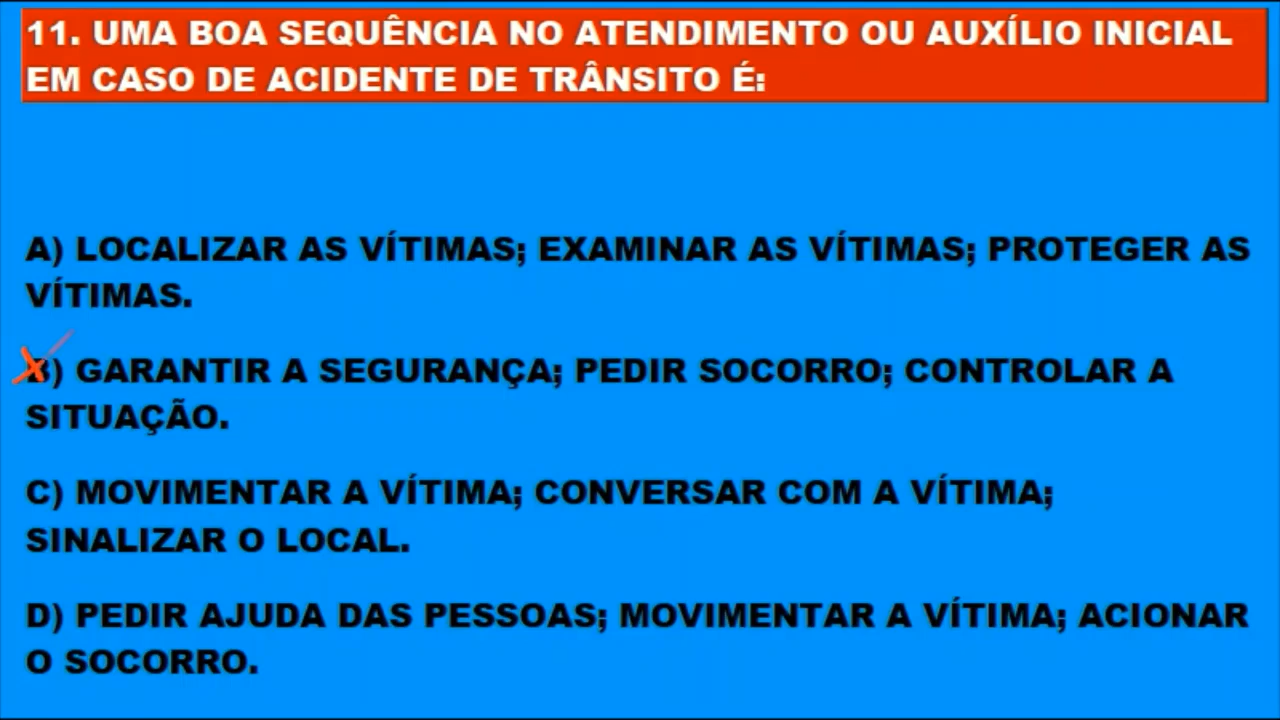 11. UMA BOA SEQUÊNCIA NO ATENDIMENTO OU AUXÍLIO INICIAL
EM CASO DE ACIDENTE DE TRÂNSITO É:
A) LOCALIZAR AS VÍTIMAS; EXAMINAR AS VÍTIMAS; PROTEGER AS
VÍTIMAS.
B) GARANTIR A SEGURANÇA; PEDIR SOCORRO; CONTROLAR A
SITUAÇÃO.
C) MOVIMENTAR A VÍTIMA; CONVERSAR COM A VÍTIMA;
SINALIZAR O LOCAL.
D) PEDIR AJUDA DAS PESSOAS; MOVIMENTAR A VÍTIMA; ACIONAR
O SOCORRO.